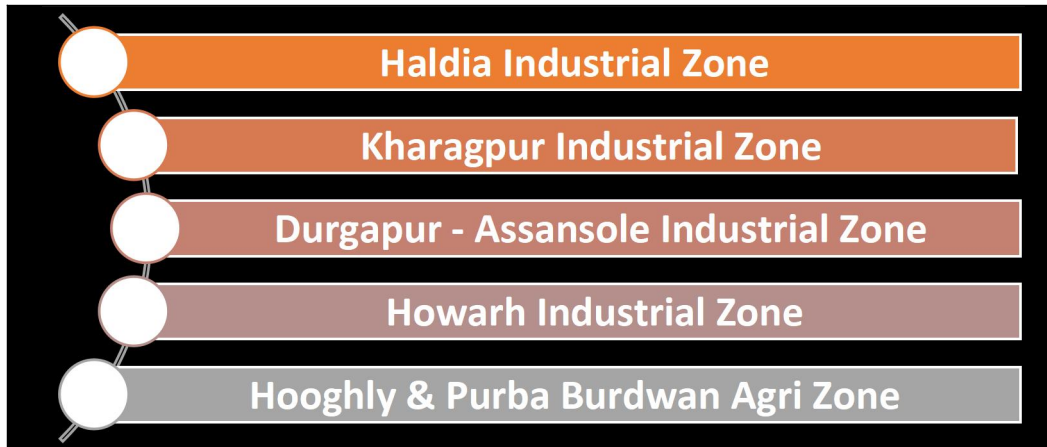 Haldia Industrial Zone
Kharagpur Industrial Zone
Durgapur - Assansole Industrial Zone
Howarh Industrial Zone
Hooghly & Purba Burdwan Agri Zone